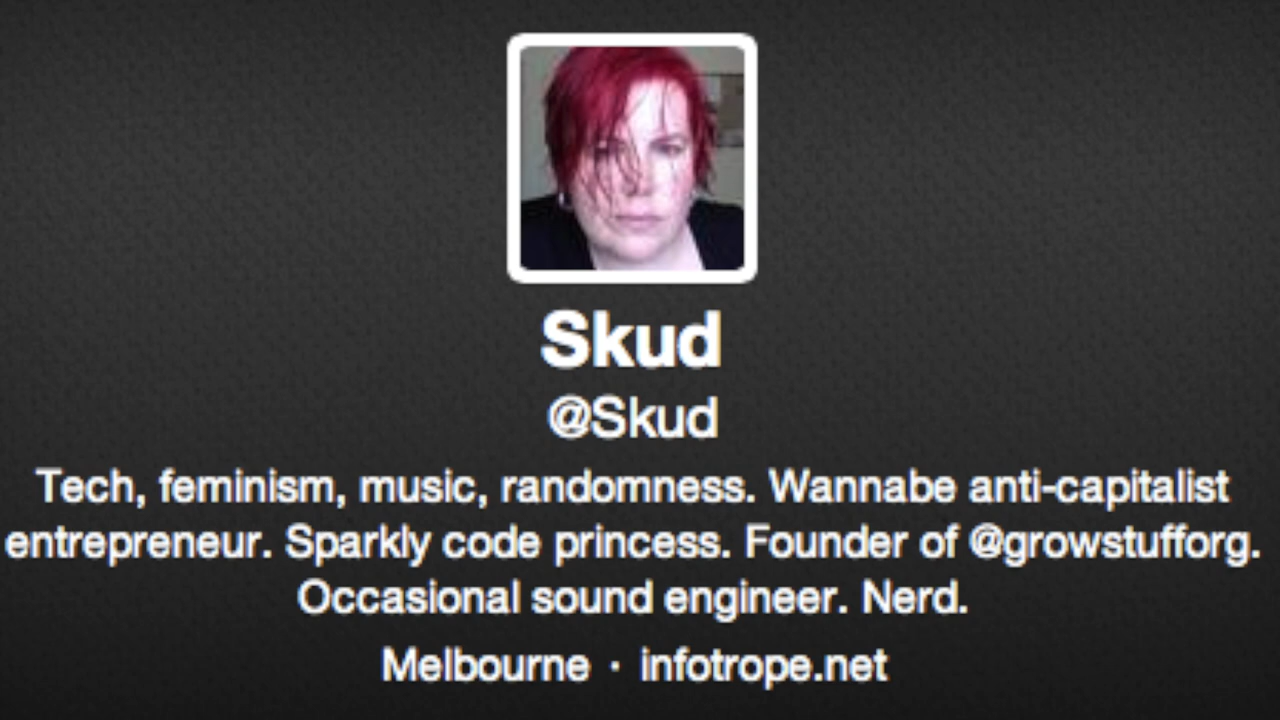 Skud
@Skud
Tech, feminism, music, randomness. Wannabe anti-capitalist
entrepreneur. Sparkly code princess. Founder of @growstufforg.
Occasional sound engineer. Nerd.
Melbourne · infotrope.net